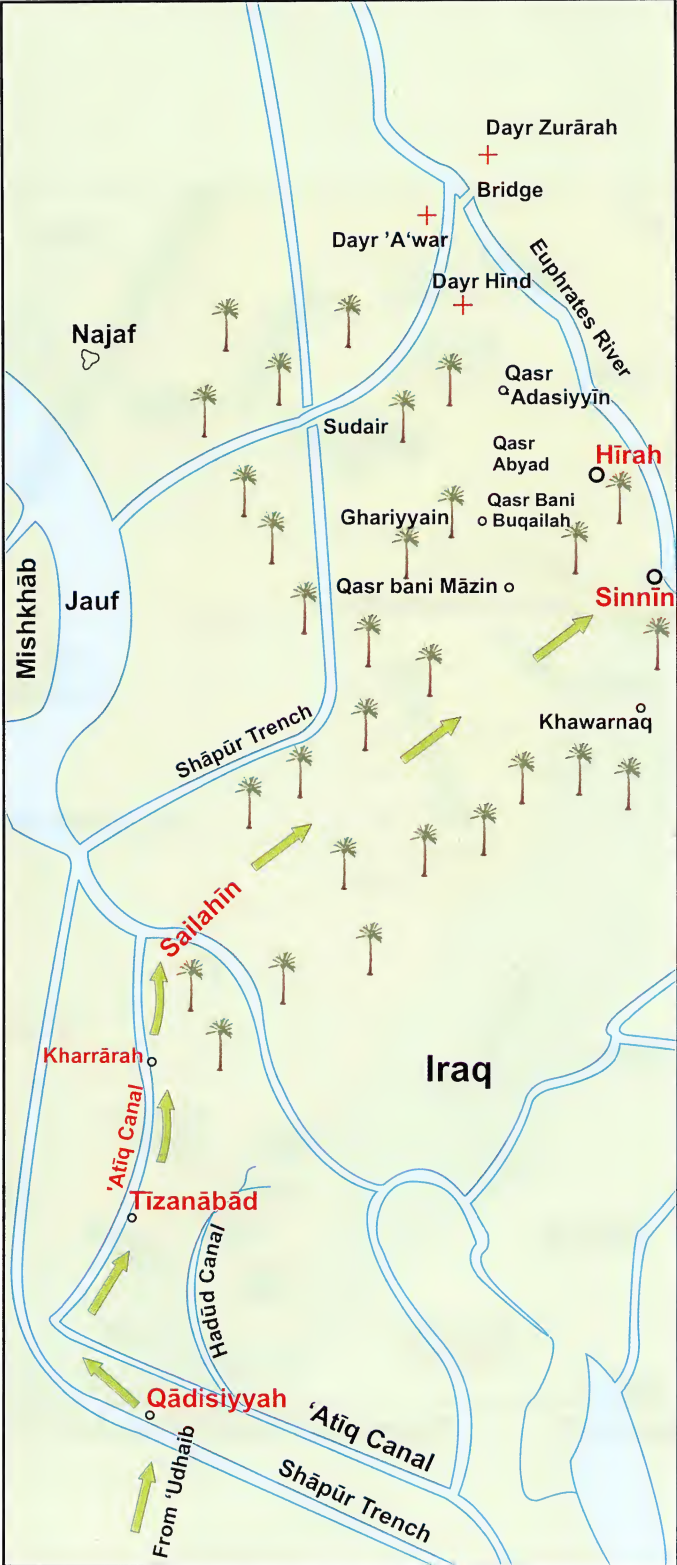 Dayr Zurārah
Bridge
Dayr ’A‘war
Euphrates River
Dayr Hīnd
Najaf
Qasr
Adasiyyīn
Sudair
Qasr
Abyad
Hīrah
Ghariyyain
Qasr Bani
Buqailah
Mishkhāb
Jauf
Qasr bani Māzin
Sinnīn
Khawarnaq
Shāpūr Trench
Sailahīn
Kharrārah
Iraq
’Atīq Canal
Tīzanābād
Hadūd Canal
Qādisiyyah
‘Atīq Canal
Shāpūr Trench
From ‘Udhaib